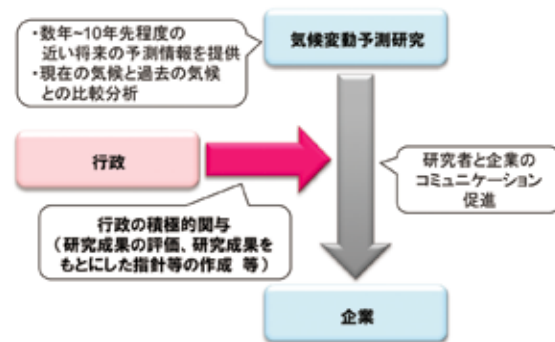 ・数年~10年先程度の
近い将来の予測情報を提供
・現在の気候と過去の気候
との比較分析
気候変動予測研究
行政
研究者と企業の
コミュニケーション
促進
行政の積極的関与
(研究成果の評価、研究成果を
もとにした指針等の作成 等)
企業